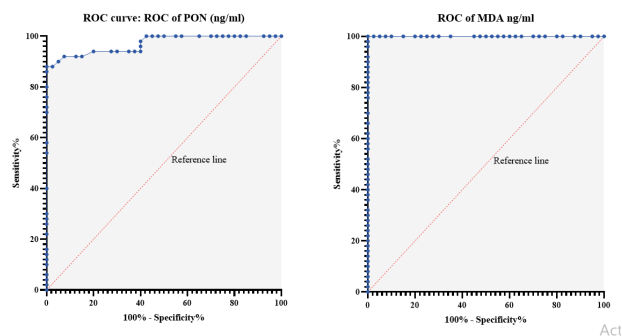 ROC curve: ROC of PON (ng/ml)
100
80
60
40
20
0
Sensitivity%
Reference line
0 20 40 60 80 100
100% - Specificity%
ROC of MDA ng/ml
100
80
60
40
20
0
Sensitivity%
Reference line
0 20 40 60 80 100
100% - Specificity%
Act